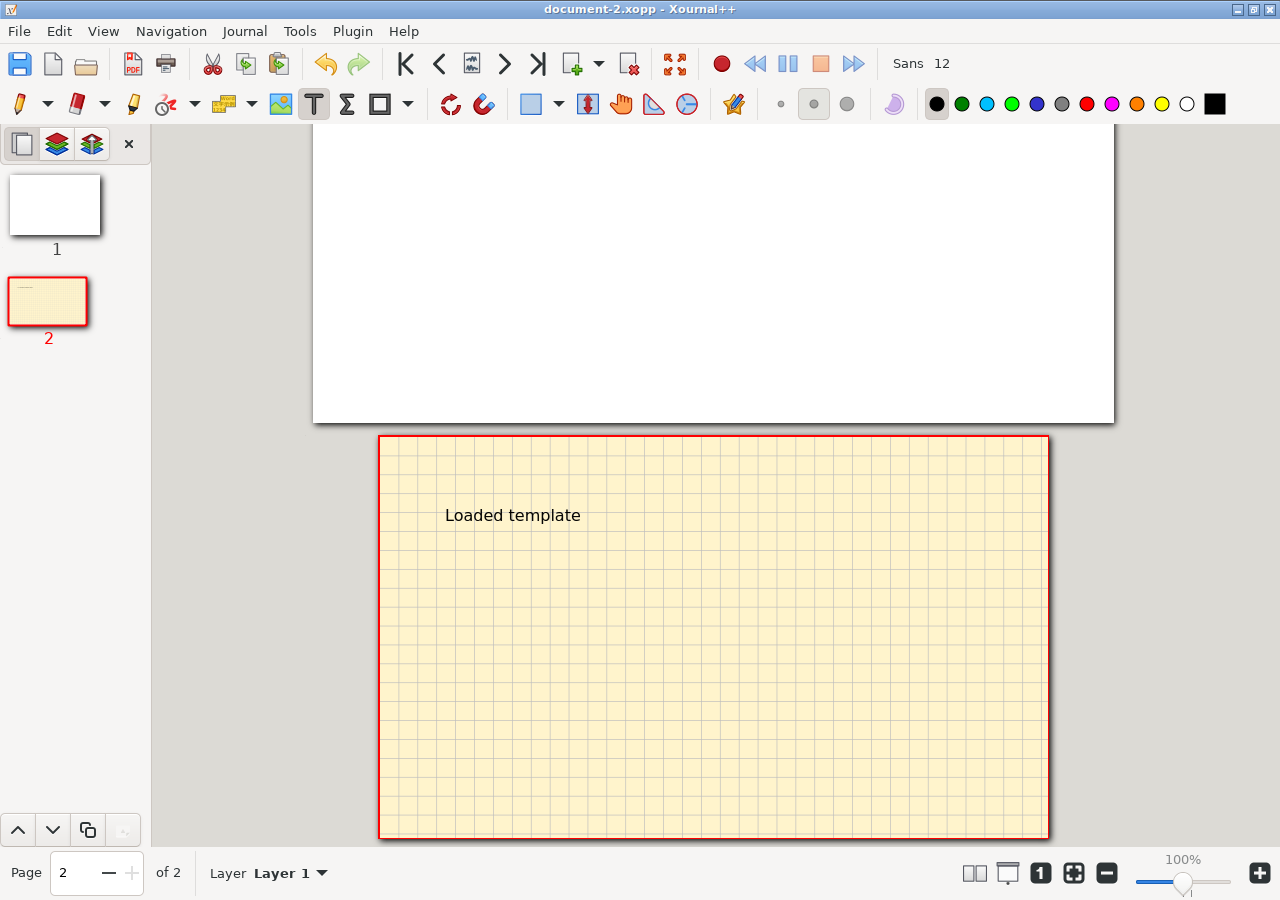 document-2.xopp - Xournal++
File Edit View Navigation Journal Tools Plugin Help
Sans 12
1
2
Loaded template
Page 2 of 2 Layer Layer 1
100%